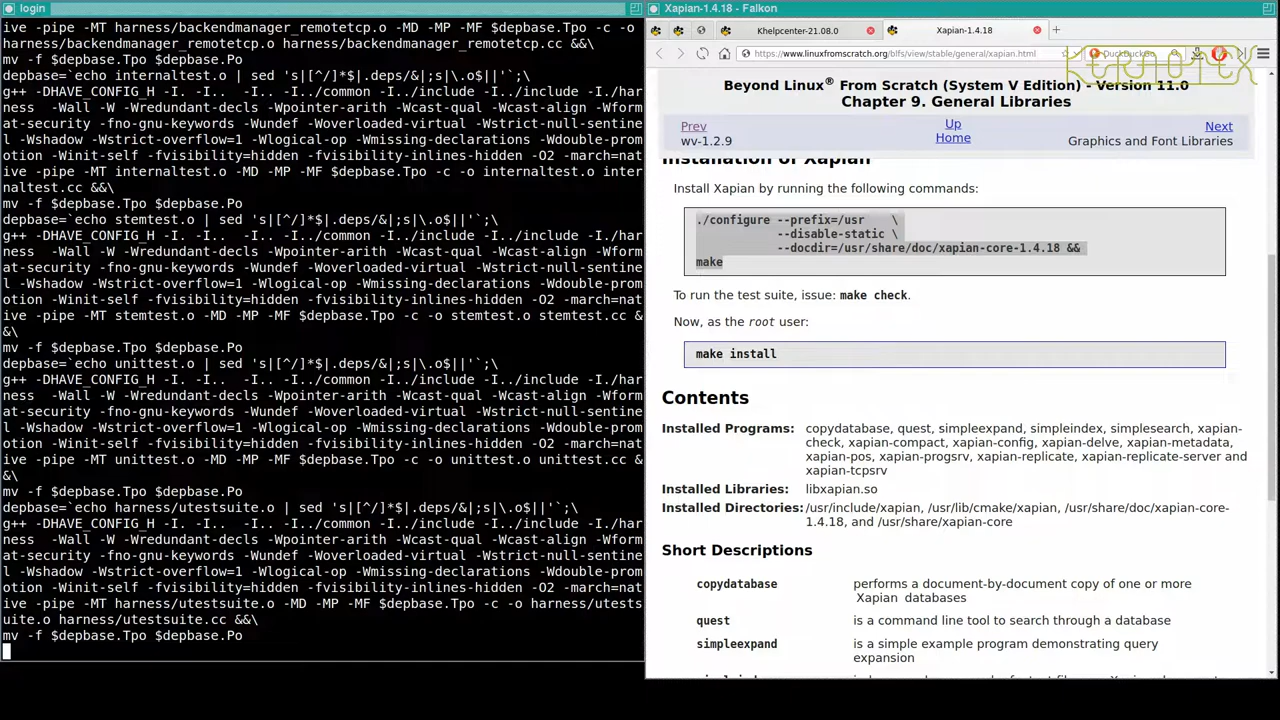 login
ive -pipe -MT harness/backendmanager_remotetcp.o -MD -MP -MF $depbase.Tpo -c -o
harness/backendmanager_remotetcp.o harness/backendmanager_remotetcp.cc &&\
mv -f $depbase.Tpo $depbase.Po
depbase=`echo internaltest.o | sed 's|[^/]*$|.deps/&|;s|\.o$||'`;\
g++ -DHAVE_CONFIG_H -I. -I..  -I.. -I../common -I../include -I../include -I./har
ness  -Wall -W -Wredundant-decls -Wpointer-arith -Wcast-qual -Wcast-align -Wform
at-security -fno-gnu-keywords -Wundef -Woverloaded-virtual -Wstrict-null-sentine
l -Wshadow -Wstrict-overflow=1 -Wlogical-op -Wmissing-declarations -Wdouble-prom
otion -Winit-self -fvisibility=hidden -fvisibility-inlines-hidden -O2 -march=nat
ive -pipe -MT internaltest.o -MD -MP -MF $depbase.Tpo -c -o internaltest.o inter
naltest.cc &&\
mv -f $depbase.Tpo $depbase.Po
depbase=`echo stemtest.o | sed 's|[^/]*$|.deps/&|;s|\.o$||'`;\
g++ -DHAVE_CONFIG_H -I. -I..  -I.. -I../common -I../include -I../include -I./har
ness  -Wall -W -Wredundant-decls -Wpointer-arith -Wcast-qual -Wcast-align -Wform
at-security -fno-gnu-keywords -Wundef -Woverloaded-virtual -Wstrict-null-sentine
l -Wshadow -Wstrict-overflow=1 -Wlogical-op -Wmissing-declarations -Wdouble-prom
otion -Winit-self -fvisibility=hidden -fvisibility-inlines-hidden -O2 -march=nat
ive -pipe -MT stemtest.o -MD -MP -MF $depbase.Tpo -c -o stemtest.o stemtest.cc &
&\
mv -f $depbase.Tpo $depbase.Po
depbase=`echo unittest.o | sed 's|[^/]*$|.deps/&|;s|\.o$||'`;\
g++ -DHAVE_CONFIG_H -I. -I..  -I.. -I../common -I../include -I../include -I./har
ness  -Wall -W -Wredundant-decls -Wpointer-arith -Wcast-qual -Wcast-align -Wform
at-security -fno-gnu-keywords -Wundef -Woverloaded-virtual -Wstrict-null-sentine
l -Wshadow -Wstrict-overflow=1 -Wlogical-op -Wmissing-declarations -Wdouble-prom
otion -Winit-self -fvisibility=hidden -fvisibility-inlines-hidden -O2 -march=nat
ive -pipe -MT unittest.o -MD -MP -MF $depbase.Tpo -c -o unittest.o unittest.cc &
&\
mv -f $depbase.Tpo $depbase.Po
depbase=`echo harness/utestsuite.o | sed 's|[^/]*$|.deps/&|;s|\.o$||'`;\
g++ -DHAVE_CONFIG_H -I. -I..  -I.. -I../common -I../include -I../include -I./har
ness  -Wall -W -Wredundant-decls -Wpointer-arith -Wcast-qual -Wcast-align -Wform
at-security -fno-gnu-keywords -Wundef -Woverloaded-virtual -Wstrict-null-sentine
l -Wshadow -Wstrict-overflow=1 -Wlogical-op -Wmissing-declarations -Wdouble-prom
otion -Winit-self -fvisibility=hidden -fvisibility-inlines-hidden -O2 -march=nat
ive -pipe -MT harness/utestsuite.o -MD -MP -MF $depbase.Tpo -c -o harness/utests
uite.o harness/utestsuite.cc &&\
mv -f $depbase.Tpo $depbase.Po
Xapian-1.4.18 - Falkon
Khelpcenter-21.08.0
Xapian-1.4.18
https://www.linuxfromscratch.org/blfs/view/stable/general/xapian.html
DuckDuckGo
KERNOTEX
Beyond Linux® From Scratch (System V Edition) - Version 11.0
Chapter 9. General Libraries
Prev Up Next
wv-1.2.9 Home Graphics and Font Libraries
Installation of Xapian
Install Xapian by running the following commands:
./configure --prefix=/usr    \
            --disable-static \
            --docdir=/usr/share/doc/xapian-core-1.4.18 &&
make
To run the test suite, issue: make check.
Now, as the root user:
make install
Contents
Installed Programs: copydatabase, quest, simpleexpand, simpleindex, simplesearch, xapian-
check, xapian-compact, xapian-config, xapian-delve, xapian-metadata,
xapian-pos, xapian-progsrv, xapian-replicate, xapian-replicate-server and
xapian-tcpsrv
Installed Libraries: libxapian.so
Installed Directories: /usr/include/xapian, /usr/lib/cmake/xapian, /usr/share/doc/xapian-core-
1.4.18, and /usr/share/xapian-core
Short Descriptions
copydatabase performs a document-by-document copy of one or more
Xapian databases
quest is a command line tool to search through a database
simpleexpand is a simple example program demonstrating query
expansion